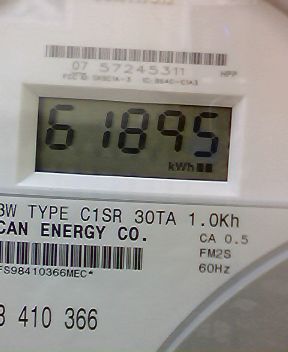 07 57245311
HPP
61895
kWh
3W TYPE C1SR 30TA 1.0Kh
CAN ENERGY CO.
CA 0.5
FM2S
60Hz
FS98410366MEC*
3 410 366